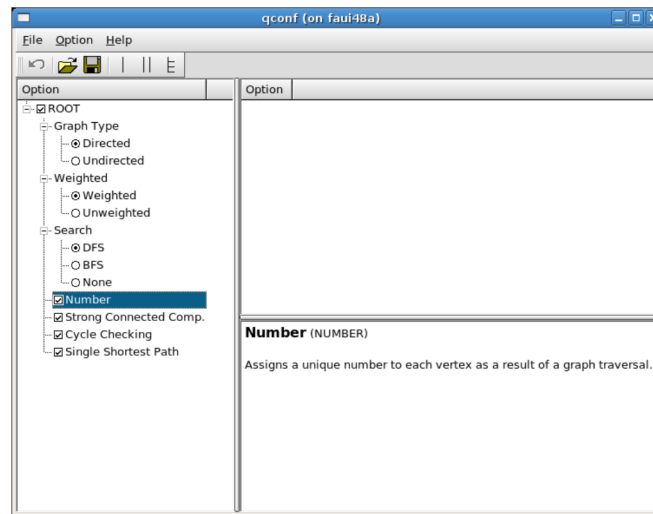 qconf (on faui48a)
File Option Help
Option
ROOT
Graph Type
Directed
Undirected
Weighted
Weighted
Unweighted
Search
DFS
BFS
None
Number
Strong Connected Comp.
Cycle Checking
Single Shortest Path
Option
Number (NUMBER)
Assigns a unique number to each vertex as a result of a graph traversal.